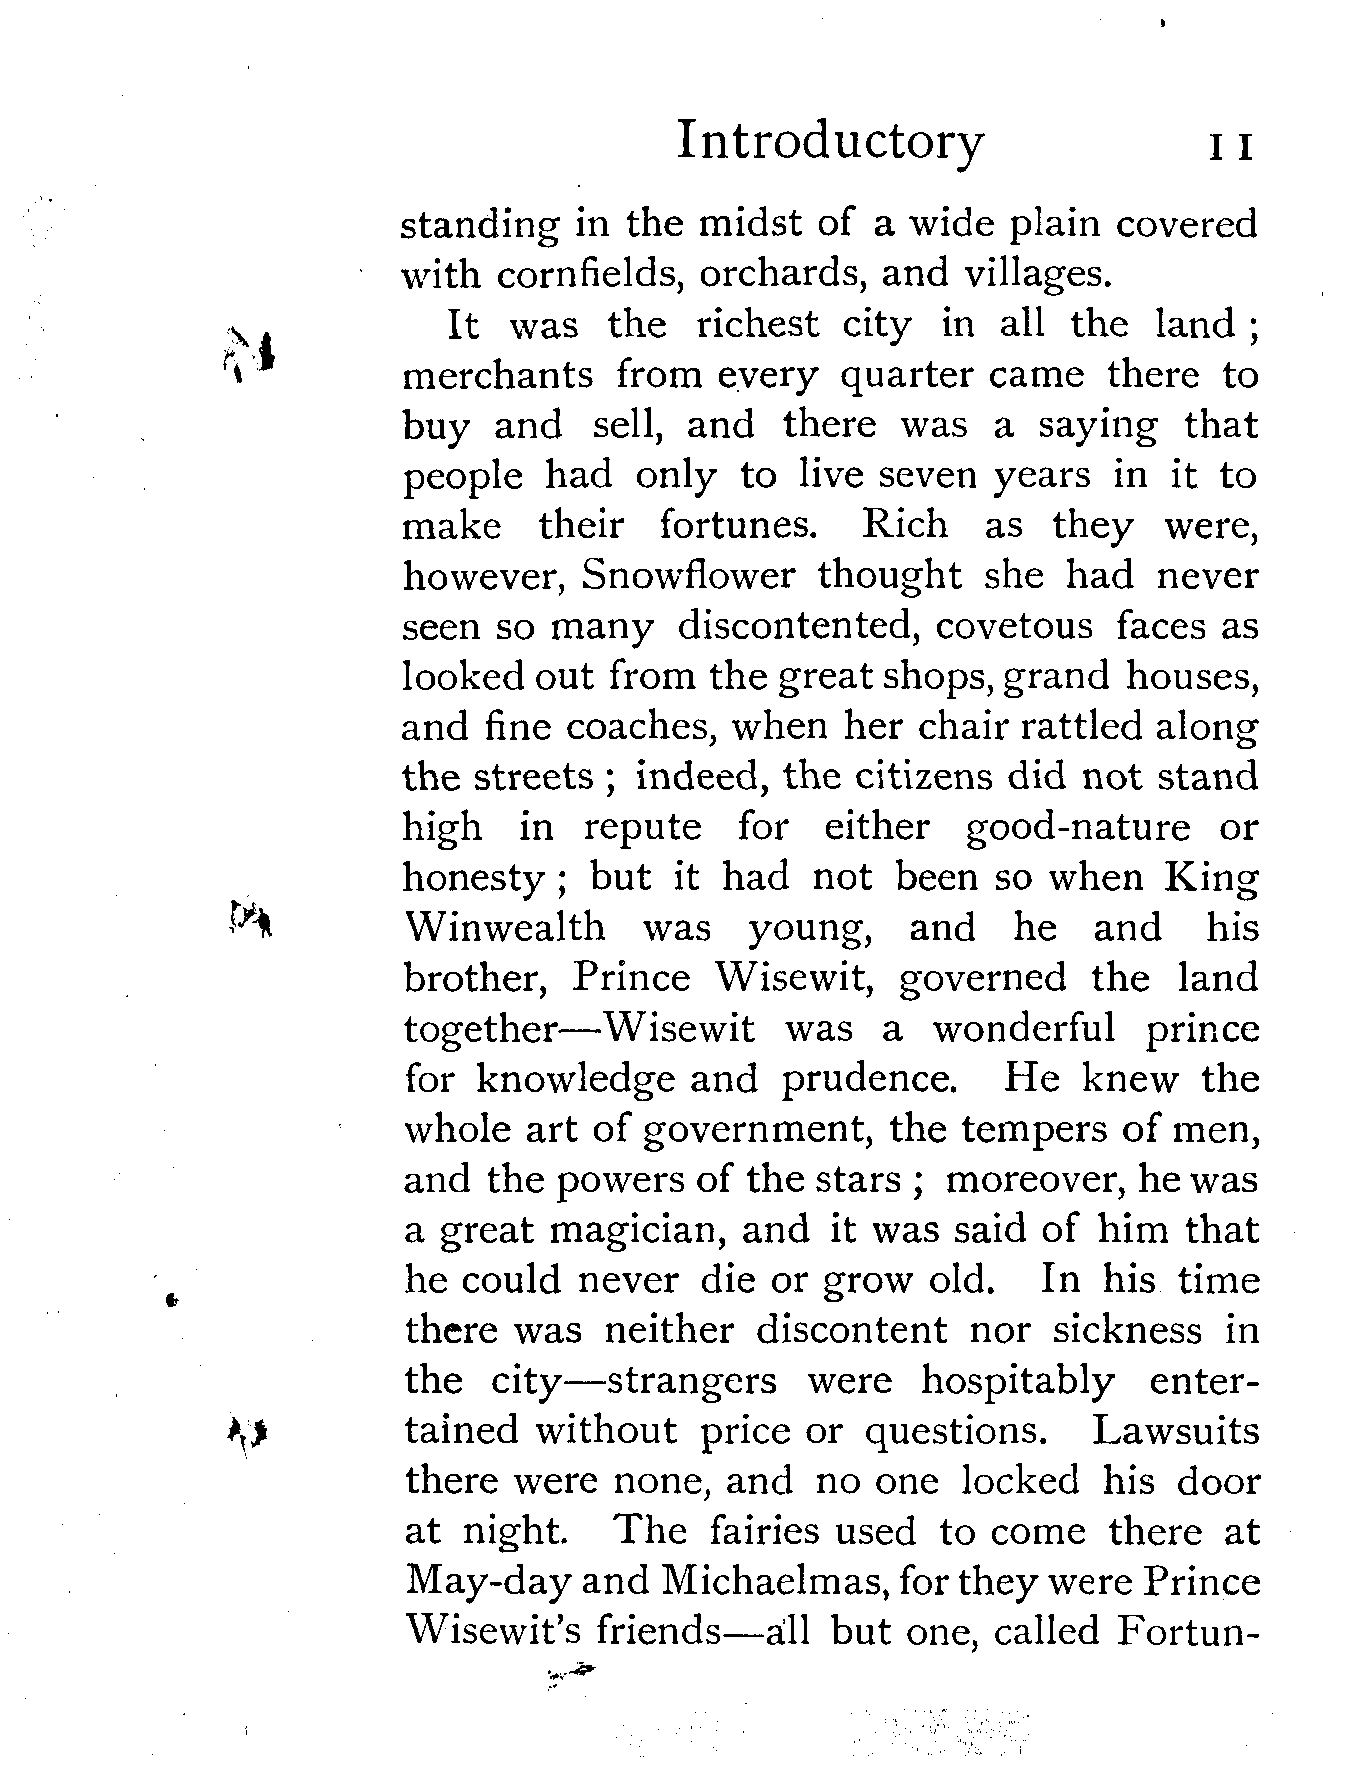 Introductory 11
standing in the midst of a wide plain covered
with cornfields, orchards, and villages.
It was the richest city in all the land ;
merchants from every quarter came there to
buy and sell, and there was a saying that
people had only to live seven years in it to
make their fortunes. Rich as they were,
however, Snowflower thought she had never
seen so many discontented, covetous faces as
looked out from the great shops, grand houses,
and fine coaches, when her chair rattled along
the streets ; indeed, the citizens did not stand
high in repute for either good-nature or
honesty ; but it had not been so when King
Winwealth was young, and he and his
brother, Prince Wisewit, governed the land
together—Wisewit was a wonderful prince
for knowledge and prudence. He knew the
whole art of government, the tempers of men,
and the powers of the stars ; moreover, he was
a great magician, and it was said of him that
he could never die or grow old. In his time
there was neither discontent nor sickness in
the city—strangers were hospitably enter-
tained without price or questions. Lawsuits
there were none, and no one locked his door
at night. The fairies used to come there at
May-day and Michaelmas, for they were Prince
Wisewit's friends—all but one, called Fortun-